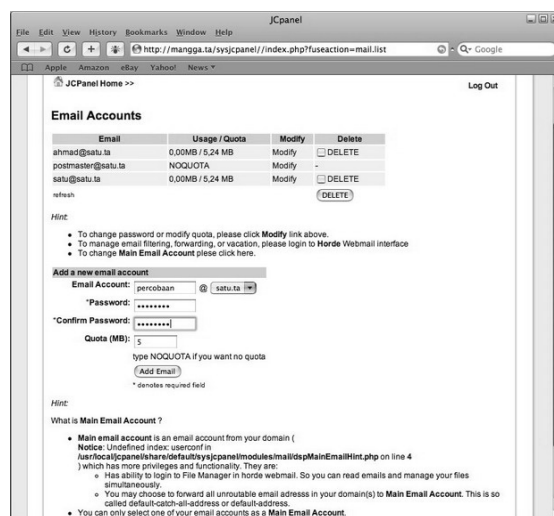 JCpanel
File Edit View History Bookmarks Window Help
http://mangga.ta/sysjcpanel//index.php?fuseaction=mail.list
Google
Apple Amazon eBay Yahoo! News
JCPanel Home >> Log Out
Email Accounts
Email Usage / Quota Modify Delete
ahmad@satu.ta 0,00MB / 5,24 MB Modify DELETE
postmaster@satu.ta NOQUOTA Modify -
satu@satu.ta 0,00MB / 5,24 MB Modify DELETE
refresh DELETE
Hint:
To change password or modify quota, please click Modify link above.
To manage email filtering, forwarding, or vacation, please login to Horde Webmail interface
To change Main Email Account plese click here.
Add a new email account
Email Account: percobaan @ satu.ta
*Password: ••••••••
*Confirm Password: ••••••••
Quota (MB): 5
type NOQUOTA if you want no quota
Add Email
* denotes required field
Hint:
What is Main Email Account ?
Main email account is an email account from your domain (
Notice: Undefined index: userconf in
/usr/local/jcpanel/share/default/sysjcpanel/modules/mail/dspMainEmailHint.php on line 4
) which has more privileges and functionality. They are:
Has ability to login to File Manager in horde webmail. So you can read emails and manage your files
simultaneously.
You may choose to forward all unroutable email adresss in your domain(s) to Main Email Account. This is so
called default-catch-all-address or default-address.
You can only select one of your email accounts as a Main Email Account.